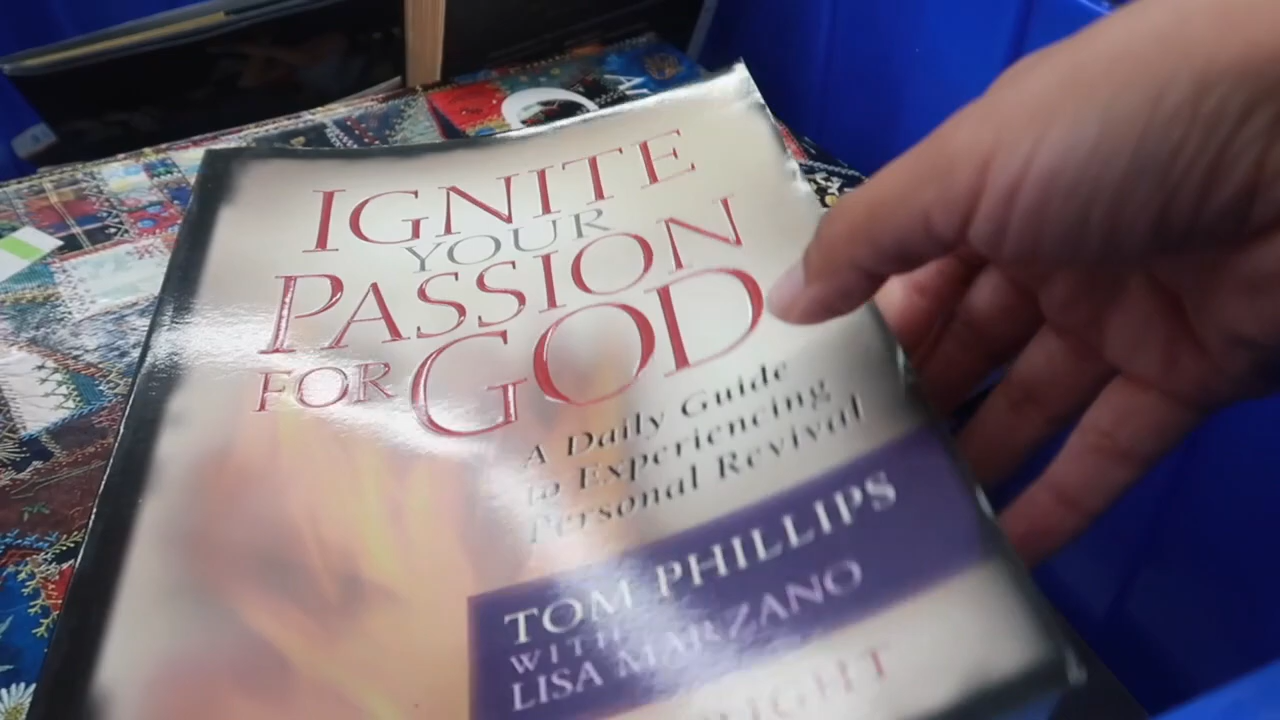 IGNITE
YOUR
PASSION
FOR GOD
A Daily Guide
to Experiencing
Personal Revival
TOM PHILLIPS
WITH
LISA MARZANO